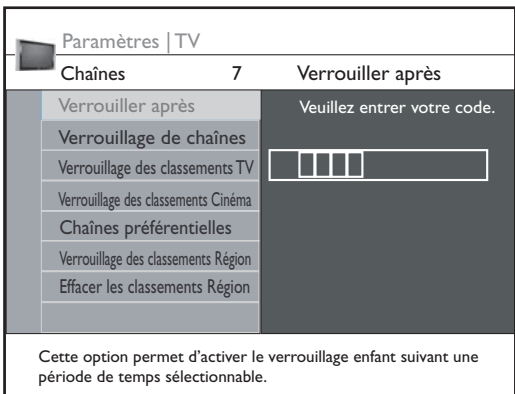 Paramètres | TV
Chaînes 7 Verrouiller après
Verrouiller après
Verrouillage de chaînes
Verrouillage des classements TV
Verrouillage des classements Cinéma
Chaînes préférentielles
Verrouillage des classements Région
Effacer les classements Région
Veuillez entrer votre code.
Cette option permet d'activer le verrouillage enfant suivant une
période de temps sélectionnable.